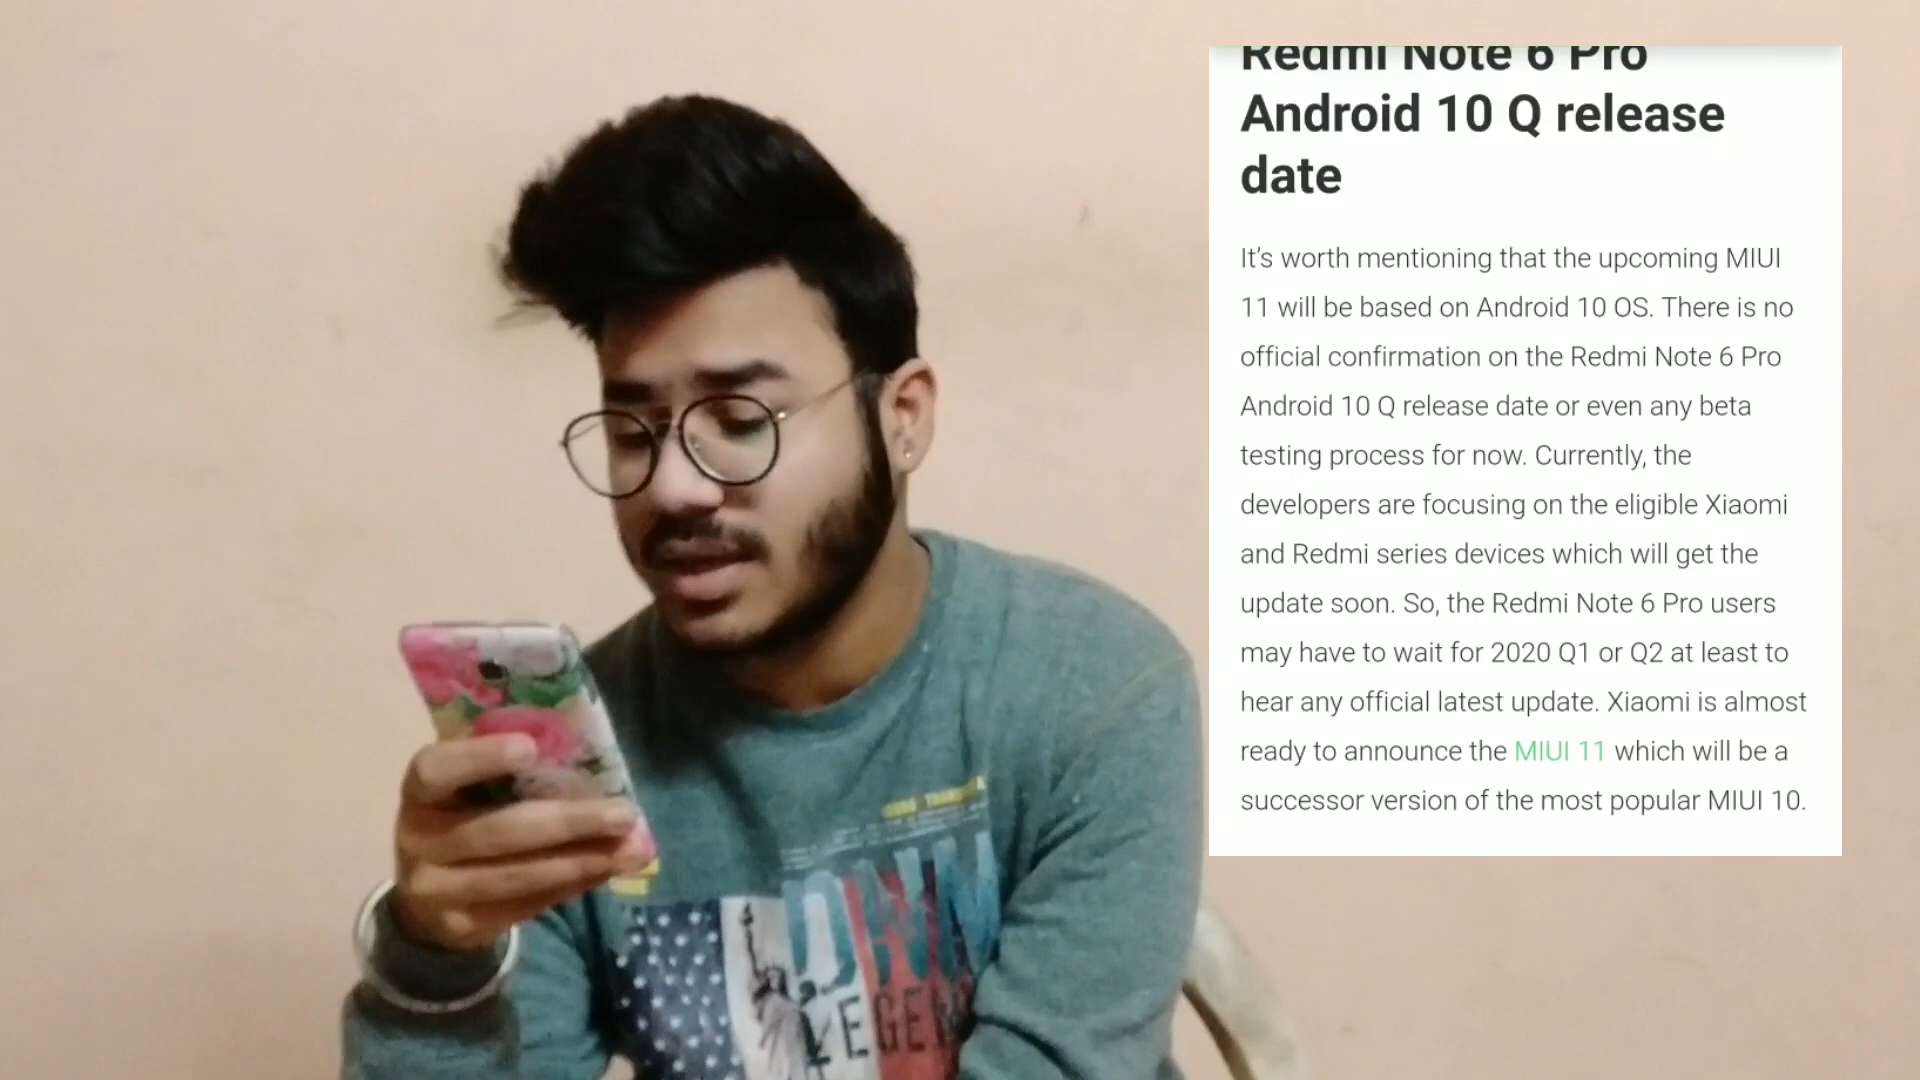 Redmi Note 6 Pro
Android 10 Q release
date
It’s worth mentioning that the upcoming MIUI
11 will be based on Android 10 OS. There is no
official confirmation on the Redmi Note 6 Pro
Android 10 Q release date or even any beta
testing process for now. Currently, the
developers are focusing on the eligible Xiaomi
and Redmi series devices which will get the
update soon. So, the Redmi Note 6 Pro users
may have to wait for 2020 Q1 or Q2 at least to
hear any official latest update. Xiaomi is almost
ready to announce the MIUI 11 which will be a
successor version of the most popular MIUI 10.